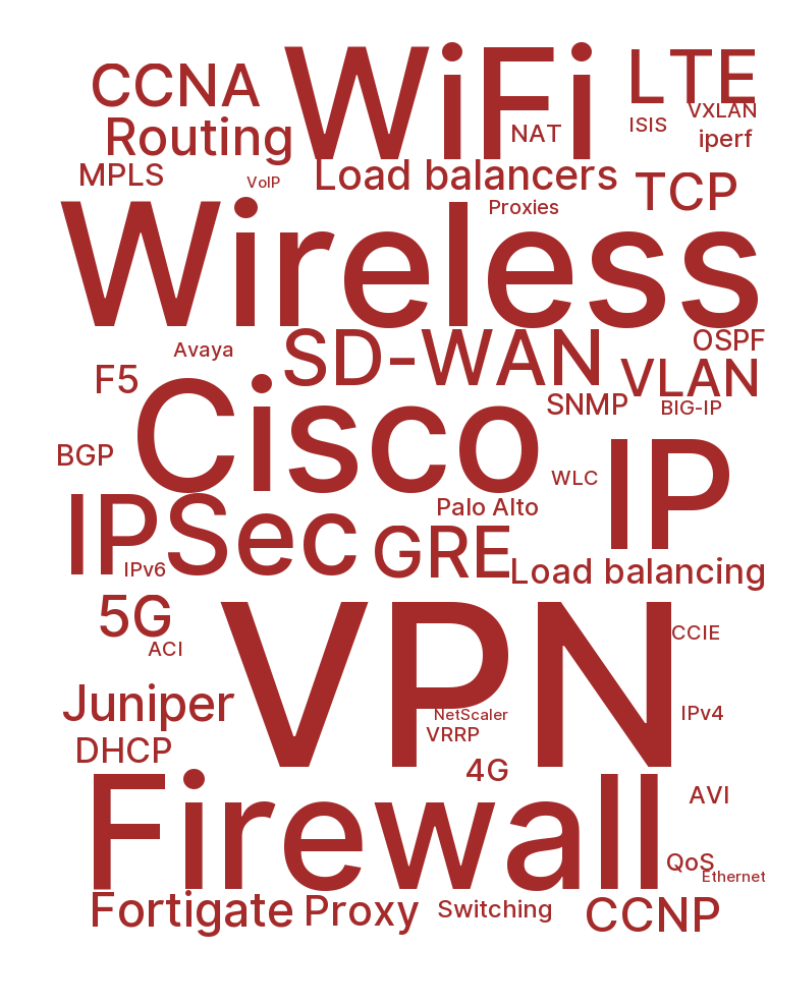 WiFi
LTE
CCNA
VXLAN
Routing
ISIS
NAT
iperf
MPLS
VoIP
Load balancers
TCP
Proxies
Wireless
Avaya
SD-WAN
OSPF
F5
VLAN
SNMP
BIG-IP
Cisco
BGP
WLC
IP
Palo Alto
IPSec
GRE
IPv6
Load balancing
5G
ACI
CCIE
VPN
Juniper
NetScaler
IPv4
VRRP
DHCP
4G
AVI
Firewall
QoS
Ethernet
Fortigate
Proxy
Switching
CCNP